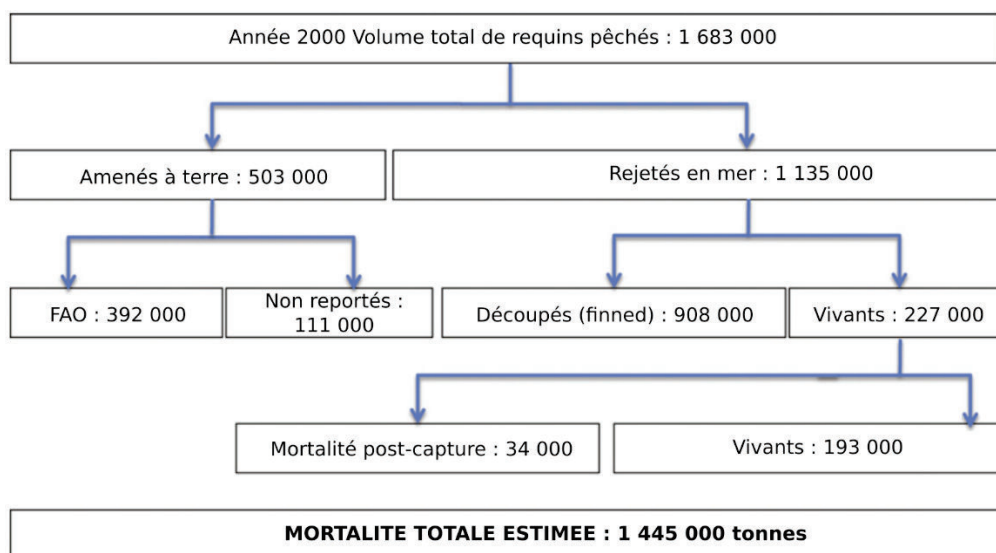 Année 2000 Volume total de requins pêchés : 1 683 000
Amenés à terre : 503 000
Rejetés en mer : 1 135 000
FAO : 392 000
Non reportés :
111 000
Découpés (finned) : 908 000
Vivants : 227 000
Mortalité post-capture : 34 000
Vivants : 193 000
MORTALITE TOTALE ESTIMEE : 1 445 000 tonnes